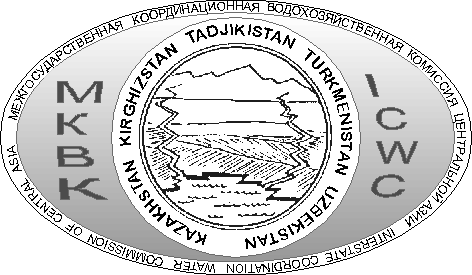 МЕЖГОСУДАРСТВЕННАЯ КООРДИНАЦИОННАЯ ВОДОХОЗЯЙСТВЕННАЯ КОМИССИЯ ЦЕНТРАЛЬНОЙ АЗИИ
INTERSTATE COORDINATION WATER COMMISSION OF CENTRAL ASIA
KAZAKHSTAN KIRGHIZSTAN TADJIKISTAN TURKMENISTAN UZBEKISTAN
МКВК
ICWC